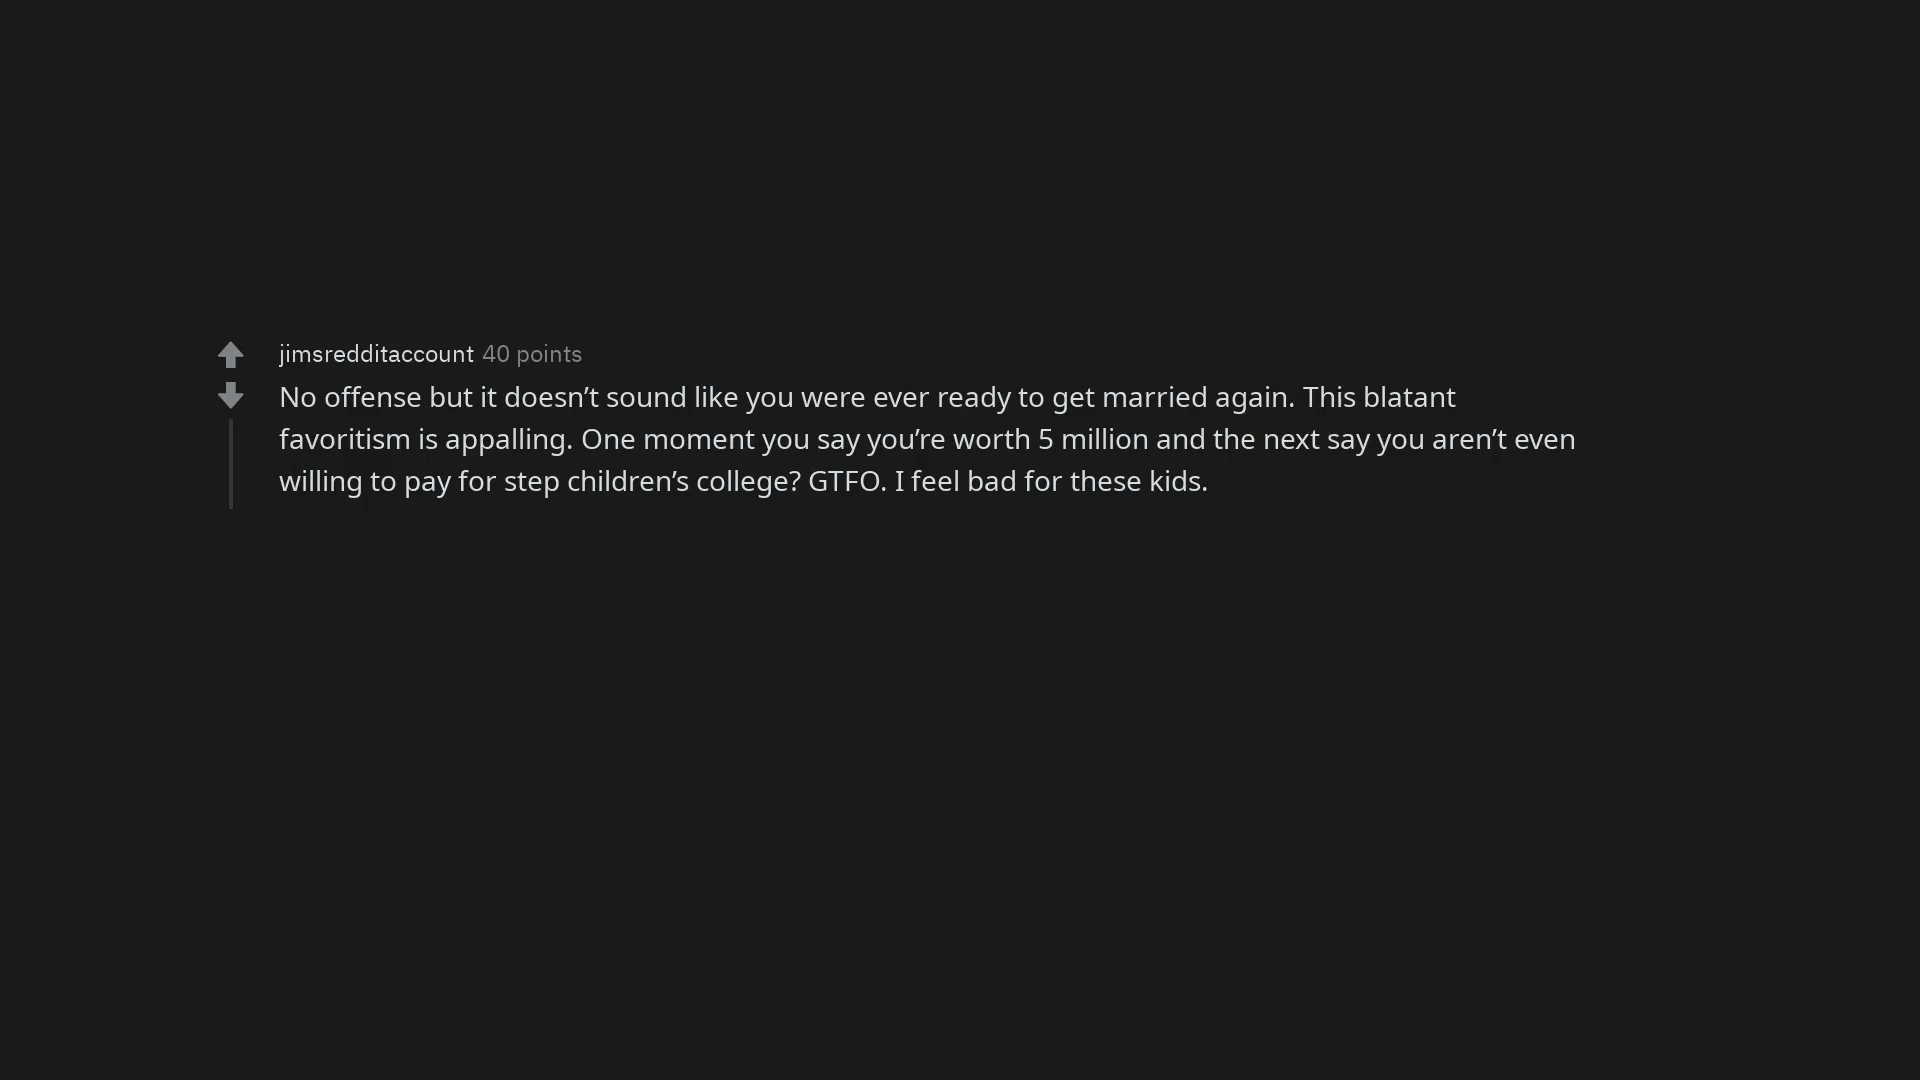 jimsredditaccount 40 points
No offense but it doesn’t sound like you were ever ready to get married again. This blatant
favoritism is appalling. One moment you say you’re worth 5 million and the next say you aren’t even
willing to pay for step children’s college? GTFO. I feel bad for these kids.